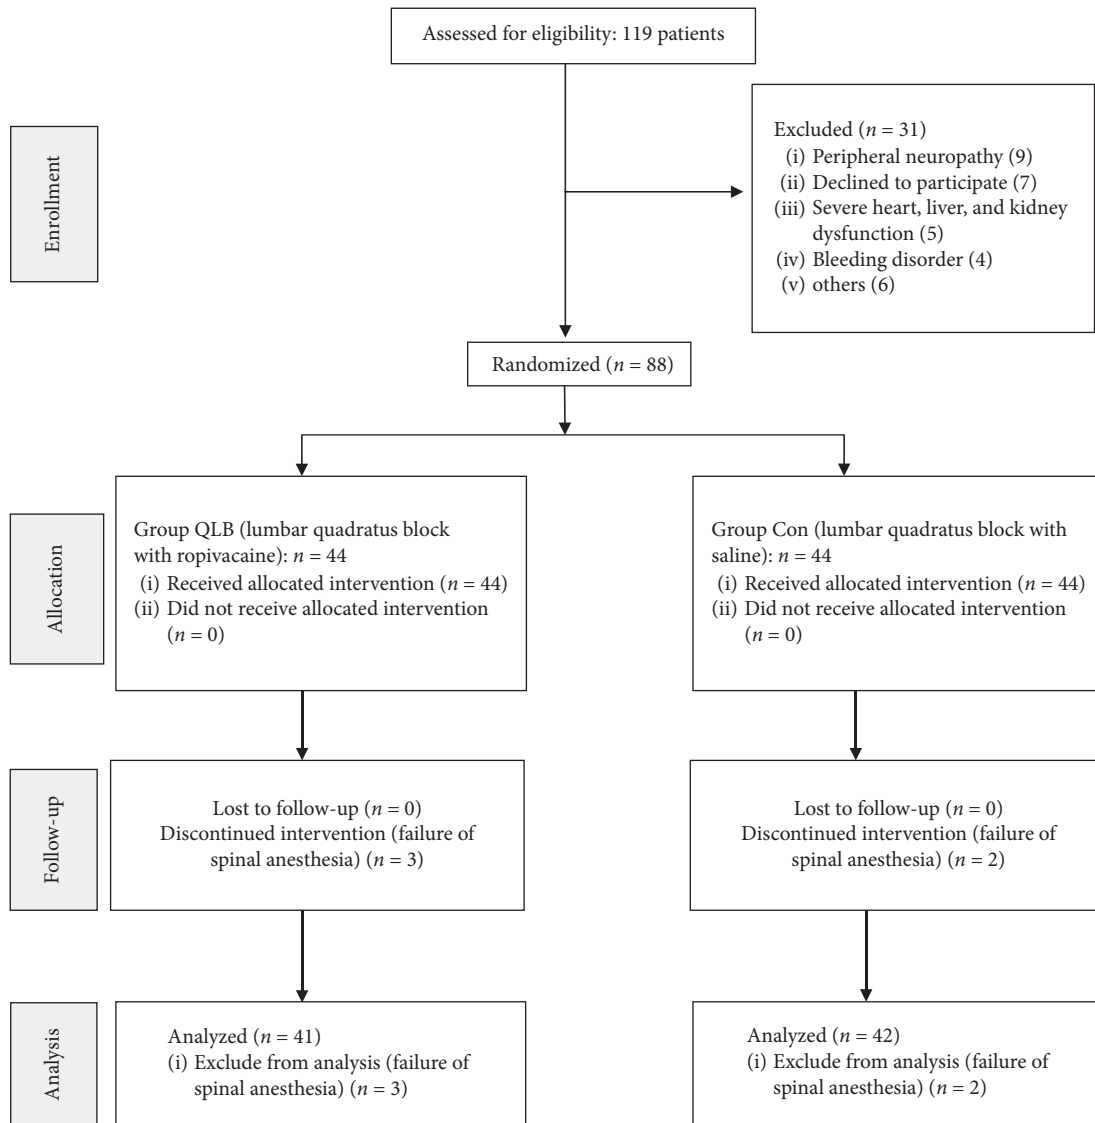 Assessed for eligibility: 119 patients
Enrollment
Excluded (n = 31)
(i) Peripheral neuropathy (9)
(ii) Declined to participate (7)
(iii) Severe heart, liver, and kidney
dysfunction (5)
(iv) Bleeding disorder (4)
(v) others (6)
Randomized (n = 88)
Allocation
Group QLB (lumbar quadratus block
with ropivacaine): n = 44
(i) Received allocated intervention (n = 44)
(ii) Did not receive allocated intervention
(n = 0)
Group Con (lumbar quadratus block with
saline): n = 44
(i) Received allocated intervention (n = 44)
(ii) Did not receive allocated intervention
(n = 0)
Follow-up
Lost to follow-up (n = 0)
Discontinued intervention (failure of
spinal anesthesia) (n = 3)
Lost to follow-up (n = 0)
Discontinued intervention (failure of
spinal anesthesia) (n = 2)
Analysis
Analyzed (n = 41)
(i) Exclude from analysis (failure of
spinal anesthesia) (n = 3)
Analyzed (n = 42)
(i) Exclude from analysis (failure of
spinal anesthesia) (n = 2)